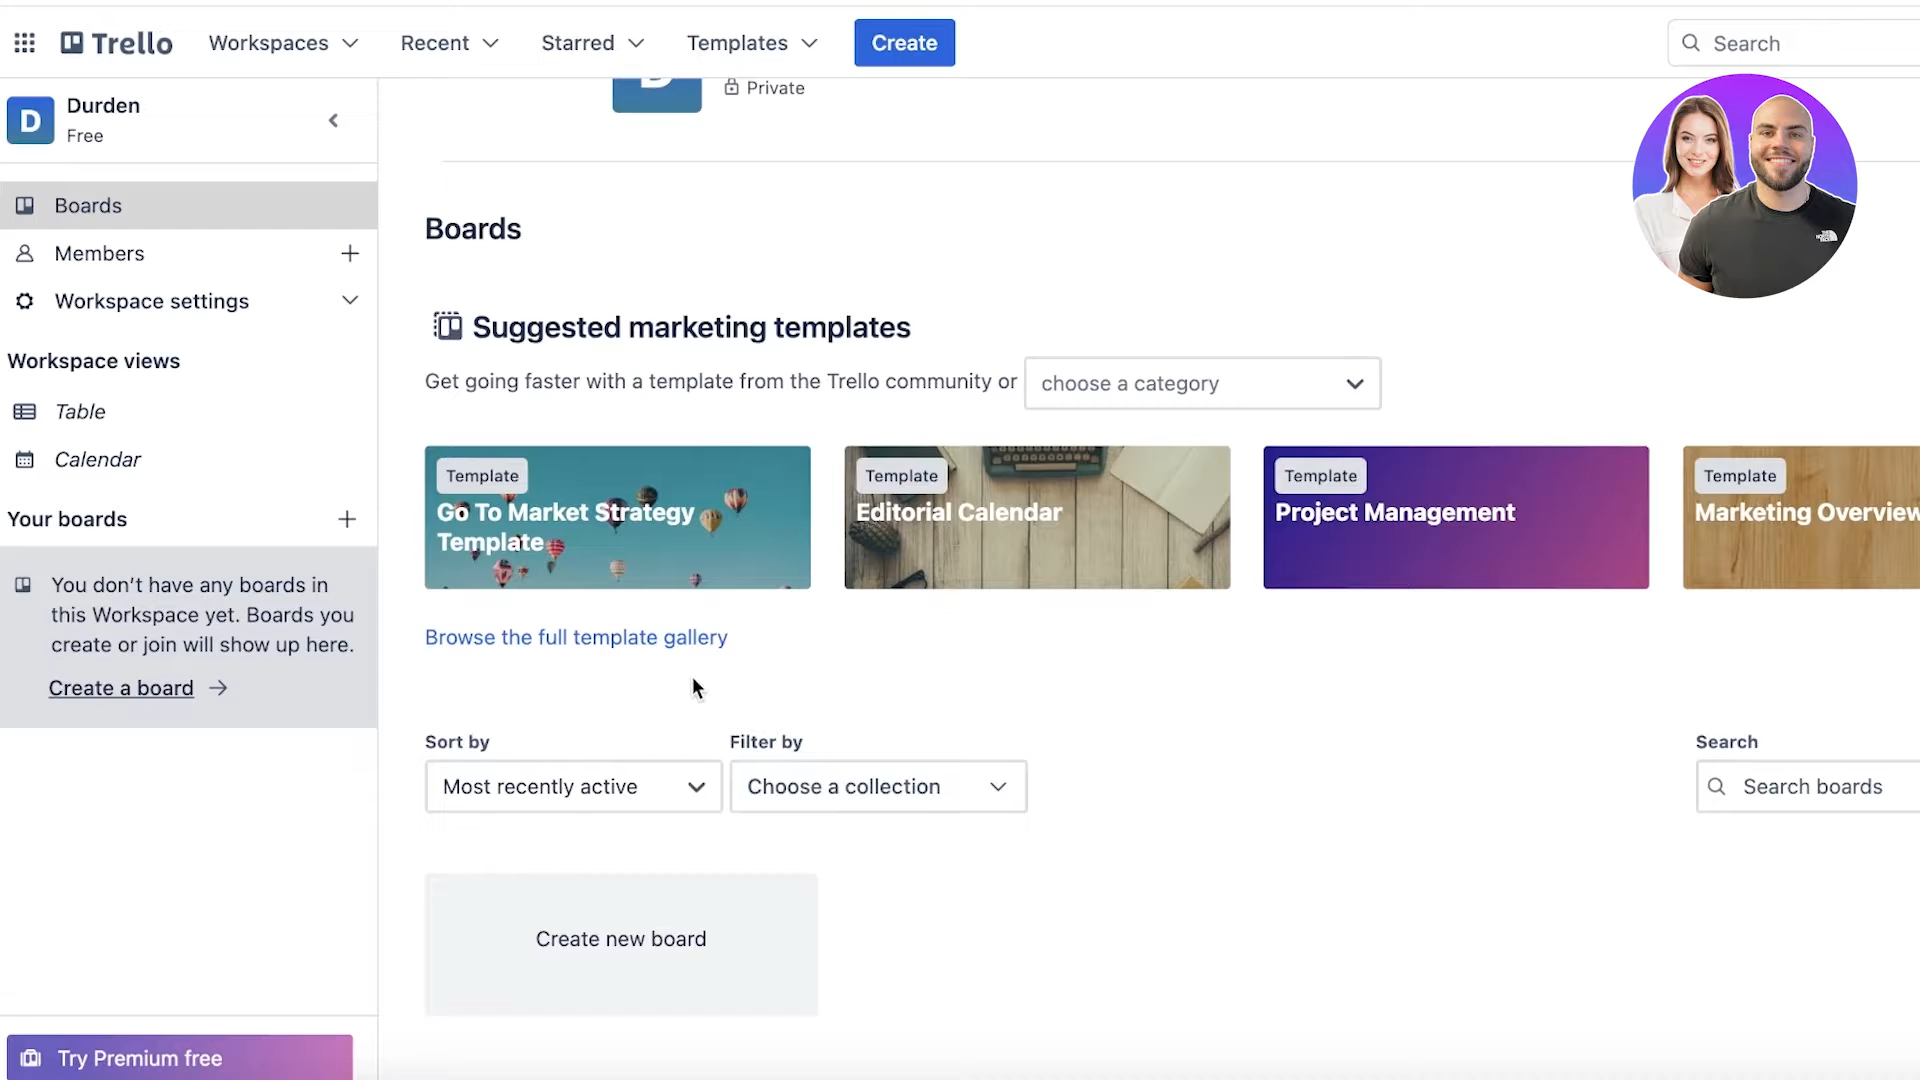 Trello
Workspaces
Recent
Starred
Templates
Create
Search
D
Durden
Free
Private
Boards
Members
Workspace settings
Workspace views
Table
Calendar
Your boards
You don't have any boards in
this Workspace yet. Boards you
create or join will show up here.
Create a board
Try Premium free
Boards
Suggested marketing templates
Get going faster with a template from the Trello community or
choose a category
Template
Go To Market Strategy
Template
Template
Editorial Calendar
Template
Project Management
Template
Marketing Overview
Browse the full template gallery
Sort by
Most recently active
Filter by
Choose a collection
Search
Search boards
Create new board